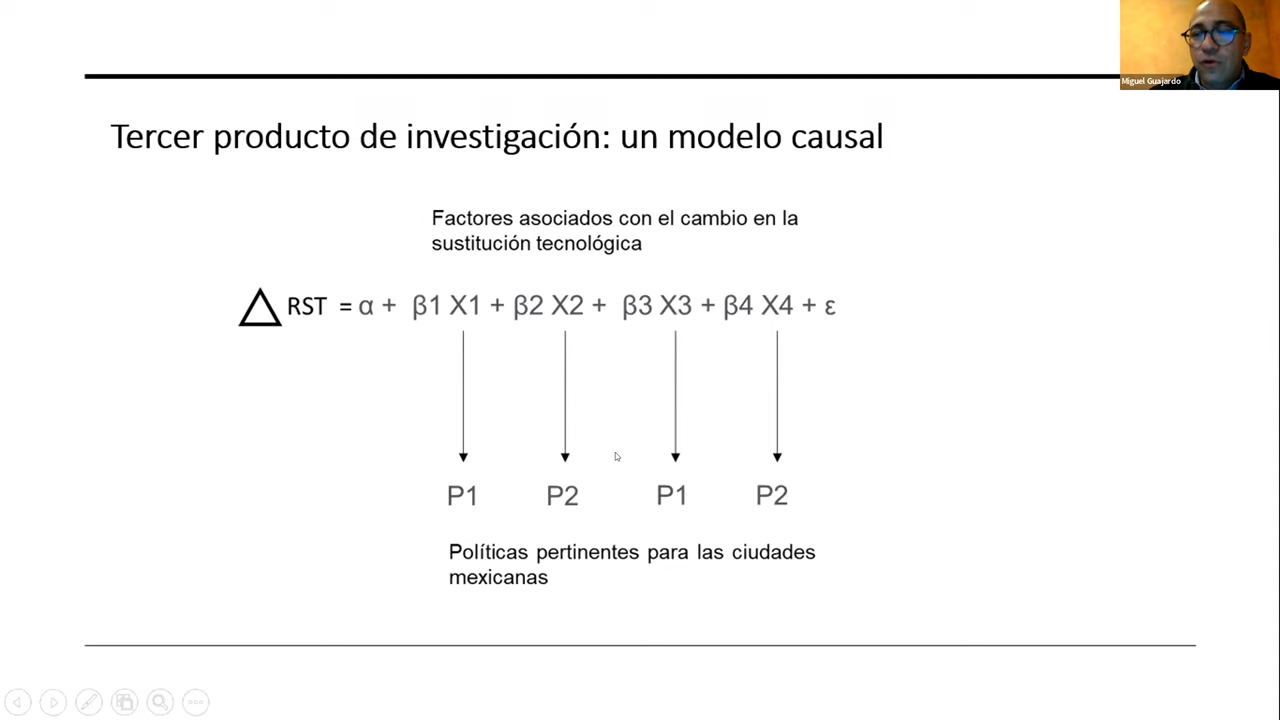 Miguel Guajardo
Tercer producto de investigación: un modelo causal
Factores asociados con el cambio en la
sustitución tecnológica
△ RST = α + β1 X1 + β2 X2 + β3 X3 + β4 X4 + ε
P1 P2 P1 P2
Políticas pertinentes para las ciudades
mexicanas